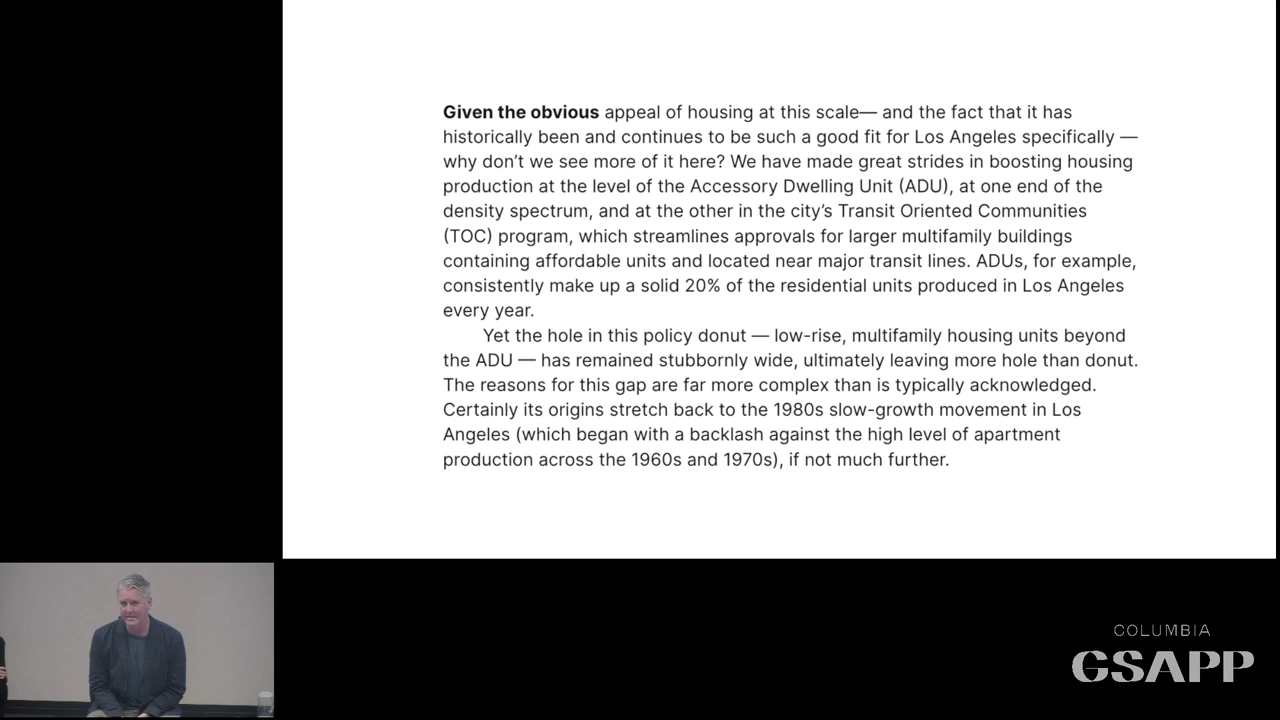 Given the obvious appeal of housing at this scale— and the fact that it has
historically been and continues to be such a good fit for Los Angeles specifically —
why don’t we see more of it here? We have made great strides in boosting housing
production at the level of the Accessory Dwelling Unit (ADU), at one end of the
density spectrum, and at the other in the city’s Transit Oriented Communities
(TOC) program, which streamlines approvals for larger multifamily buildings
containing affordable units and located near major transit lines. ADUs, for example,
consistently make up a solid 20% of the residential units produced in Los Angeles
every year.
Yet the hole in this policy donut — low-rise, multifamily housing units beyond
the ADU — has remained stubbornly wide, ultimately leaving more hole than donut.
The reasons for this gap are far more complex than is typically acknowledged.
Certainly its origins stretch back to the 1980s slow-growth movement in Los
Angeles (which began with a backlash against the high level of apartment
production across the 1960s and 1970s), if not much further.
COLUMBIA
GSAPP